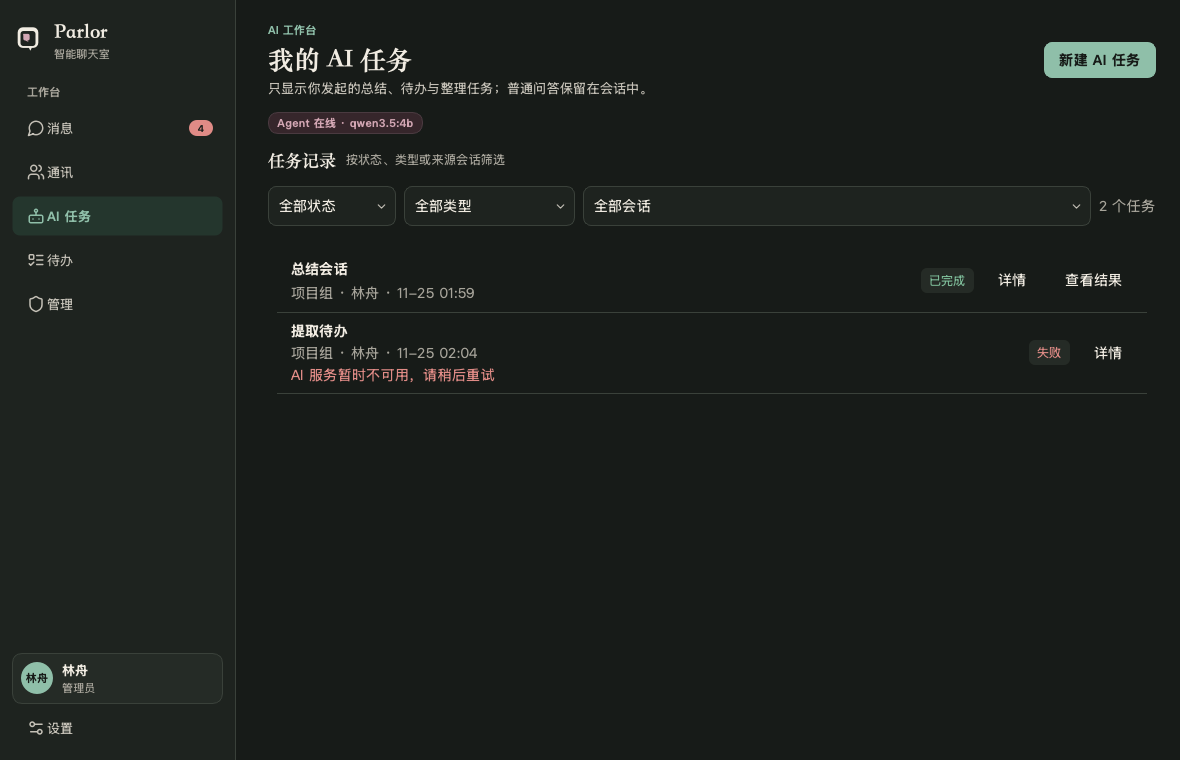 Parlor
智能聊天室
工作台
消息
4
通讯
AI 任务
待办
管理
林舟
林舟
管理员
设置
AI 工作台
我的 AI 任务
只显示你发起的总结、待办与整理任务；普通问答保留在会话中。
新建 AI 任务
Agent 在线 · qwen3.5:4b
任务记录 按状态、类型或来源会话筛选
全部状态 全部类型 全部会话 2 个任务
总结会话
项目组 · 林舟 · 11–25 01:59
已完成 详情 查看结果
提取待办
项目组 · 林舟 · 11–25 02:04
AI 服务暂时不可用，请稍后重试
失败 详情